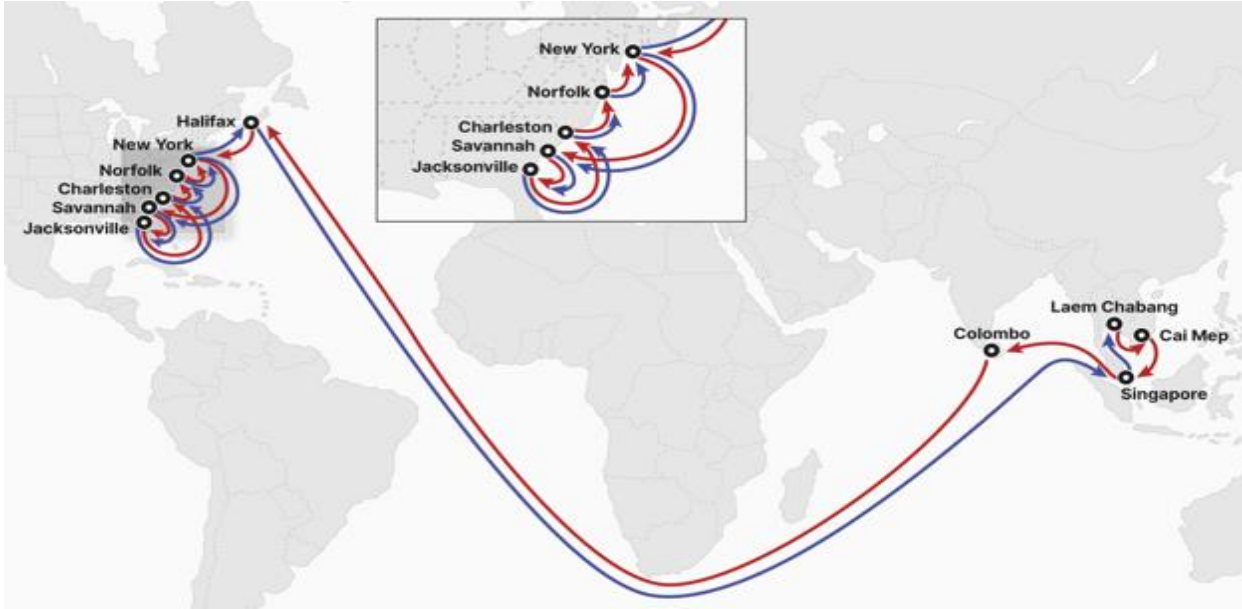 New York
Norfolk
Charleston
Savannah
Jacksonville
Halifax
New York
Norfolk
Charleston
Savannah
Jacksonville
Laem Chabang
Colombo
Cai Mep
Singapore